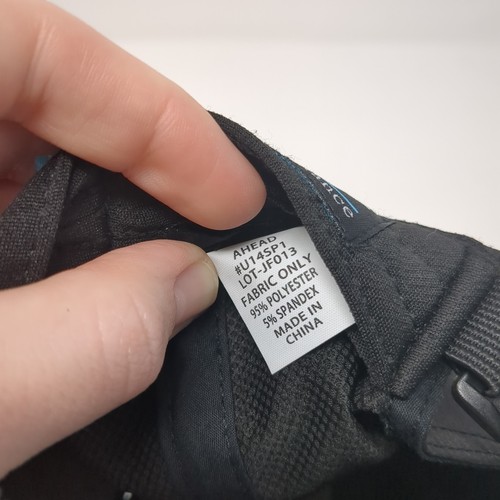 AHEAD
#U14SP1
LOT-JF013
FABRIC ONLY
95% POLYESTER
5% SPANDEX
MADE IN
CHINA